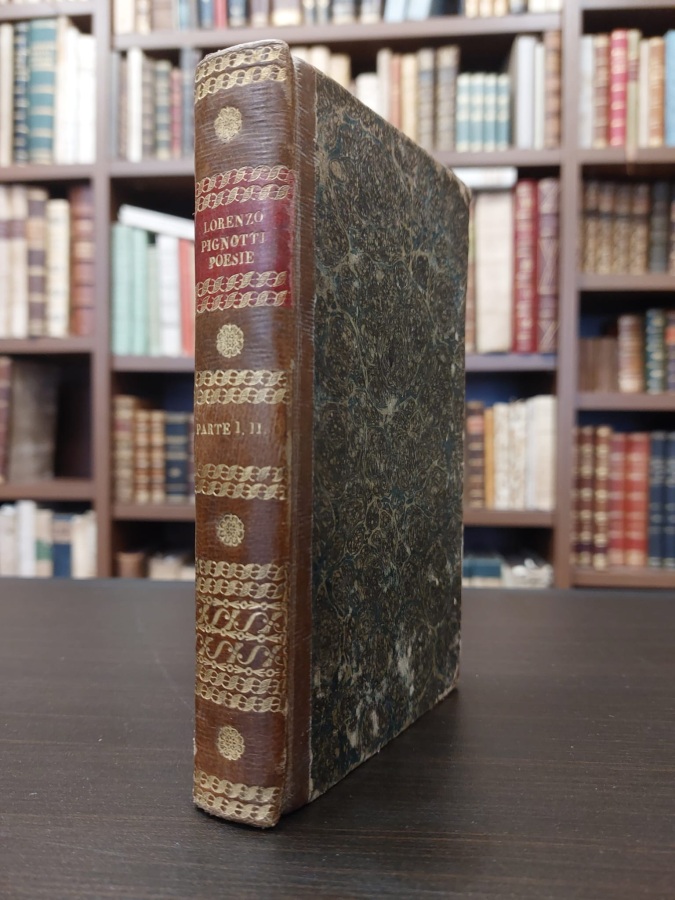 LORENZO
PIGNOTTI
POESIE
PARTE I. II.